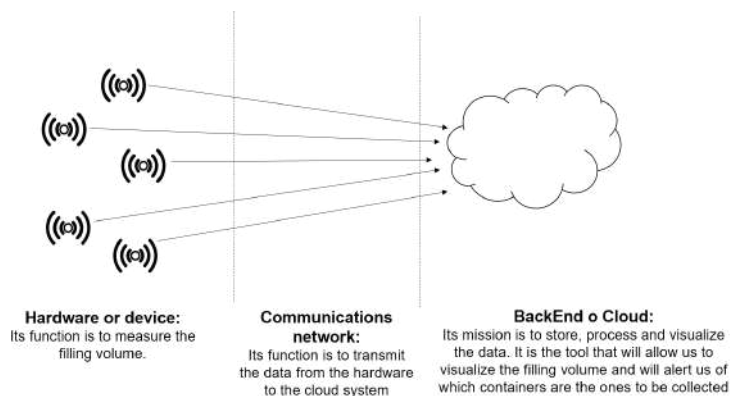 Hardware or device:
Its function is to measure the
filling volume.
Communications
network:
Its function is to transmit
the data from the hardware
to the cloud system
BackEnd o Cloud:
Its mission is to store, process and visualize
the data. It is the tool that will allow us to
visualize the filling volume and will alert us of
which containers are the ones to be collected